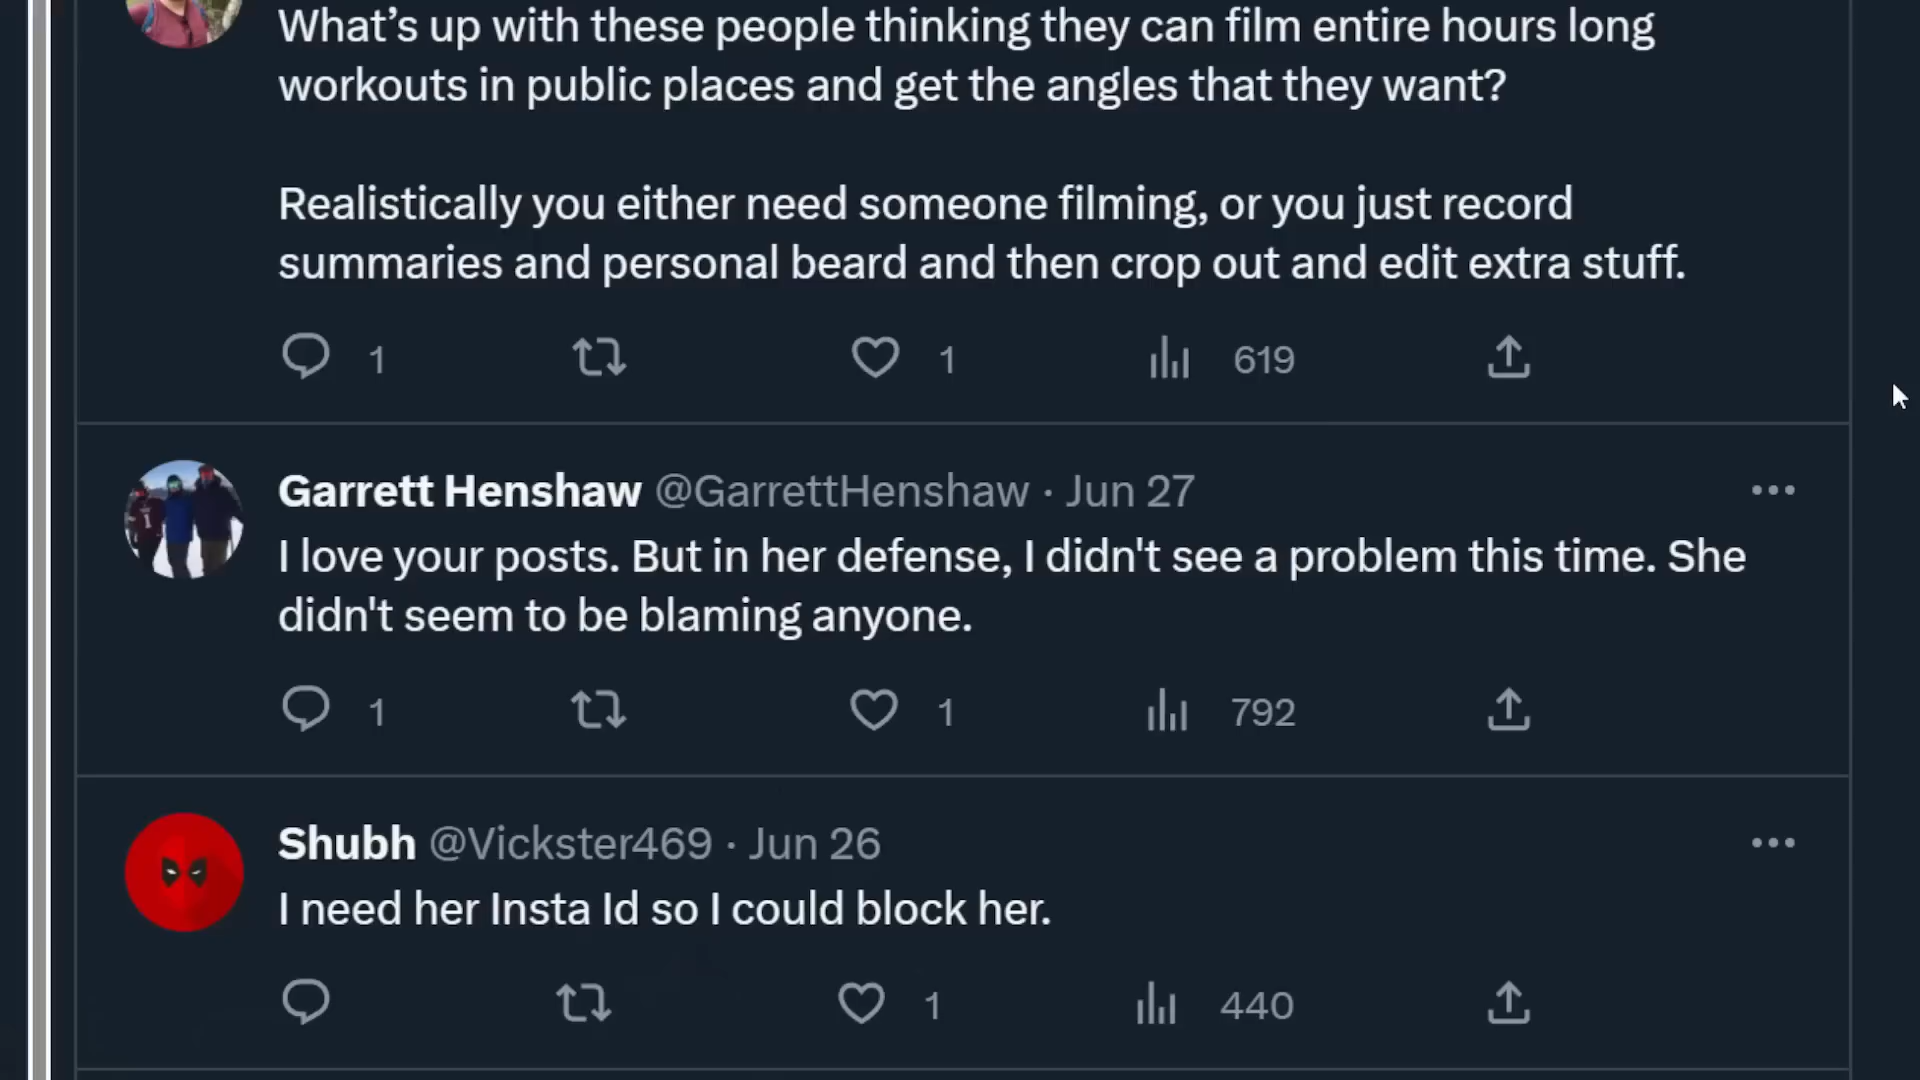 What’s up with these people thinking they can film entire hours long
workouts in public places and get the angles that they want?
Realistically you either need someone filming, or you just record
summaries and personal beard and then crop out and edit extra stuff.
1 1 619
Garrett Henshaw @GarrettHenshaw · Jun 27
I love your posts. But in her defense, I didn't see a problem this time. She
didn't seem to be blaming anyone.
1 1 792
Shubh @Vickster469 · Jun 26
I need her Insta Id so I could block her.
1 440